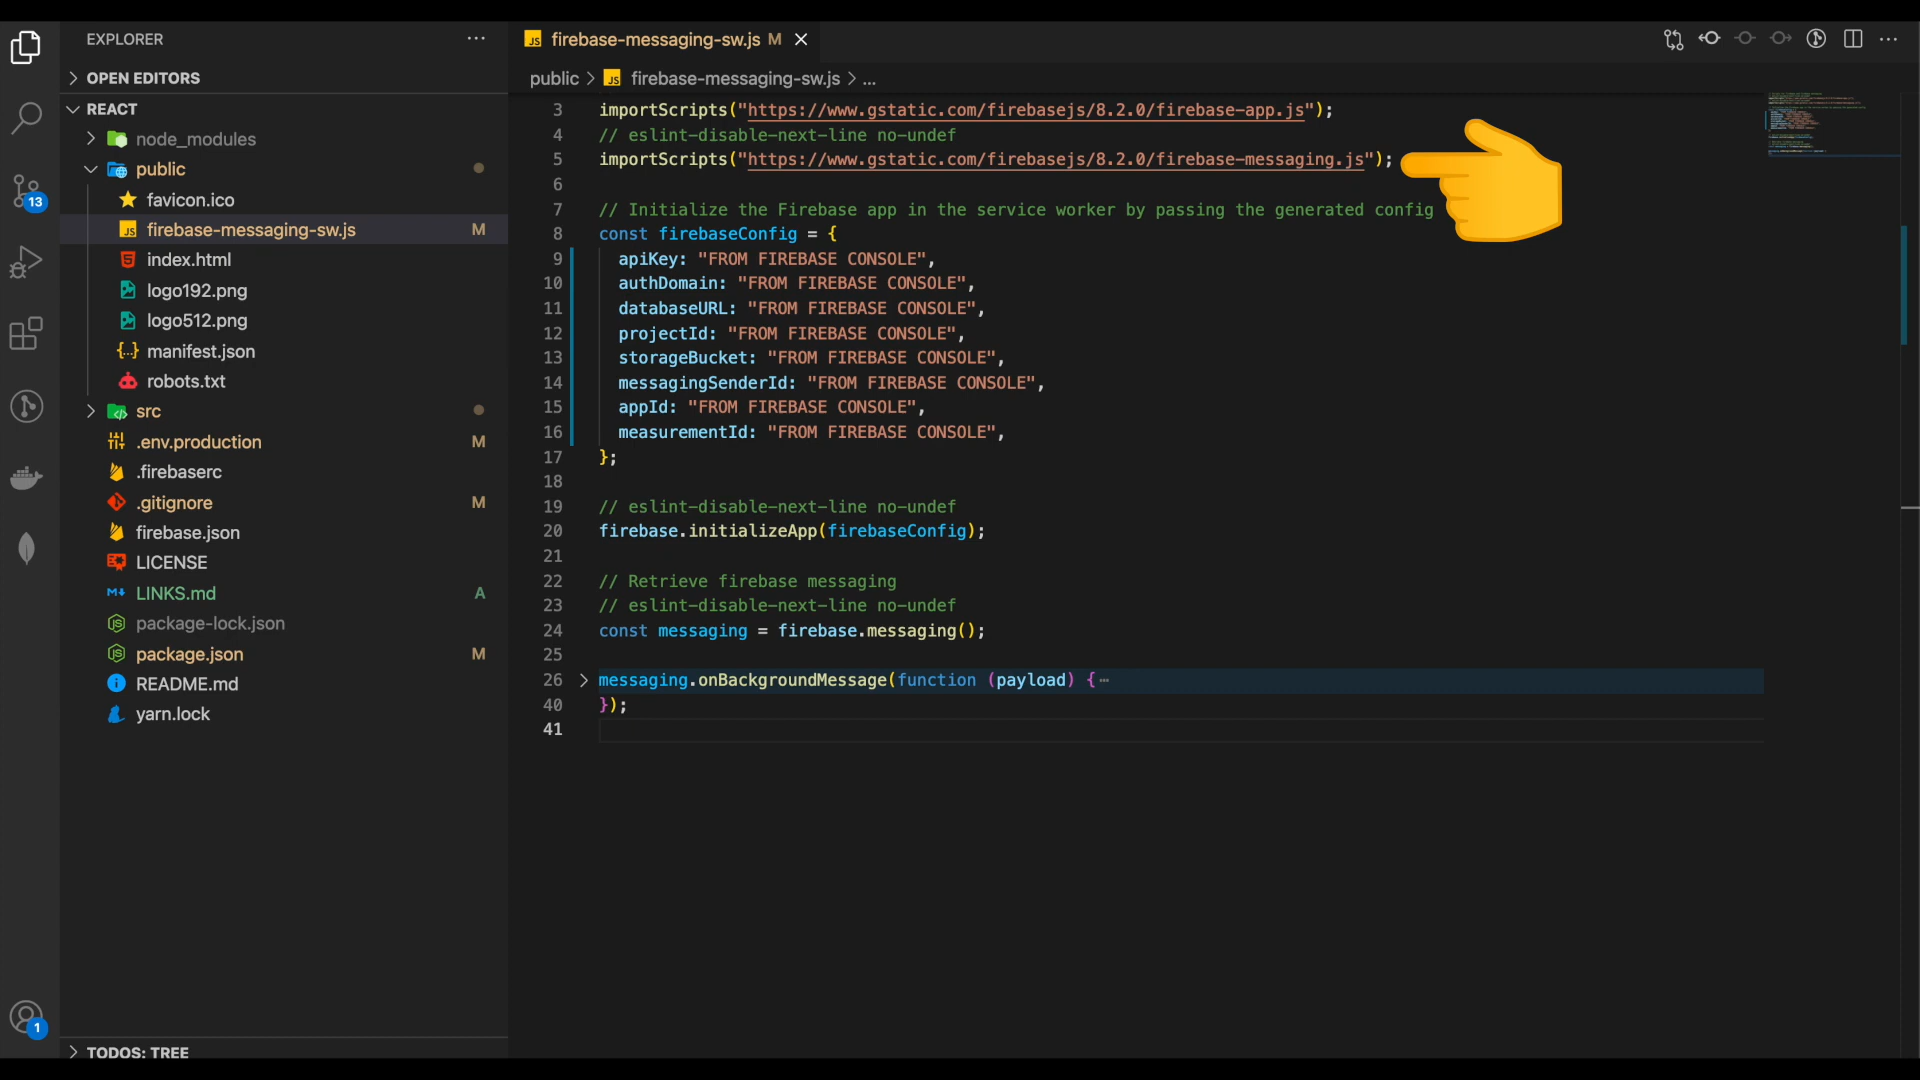 EXPLORER
OPEN EDITORS
REACT
node_modules
public
favicon.ico
firebase-messaging-sw.js M
index.html
logo192.png
logo512.png
manifest.json
robots.txt
src
.env.production M
.firebaserc
.gitignore M
firebase.json
LICENSE
LINKS.md A
package-lock.json
package.json M
README.md
yarn.lock
TODOS: TREE
13
1
JS firebase-messaging-sw.js M
public > JS firebase-messaging-sw.js > ...
3 importScripts("https://www.gstatic.com/firebasejs/8.2.0/firebase-app.js");
4 // eslint-disable-next-line no-undef
5 importScripts("https://www.gstatic.com/firebasejs/8.2.0/firebase-messaging.js");
6
7 // Initialize the Firebase app in the service worker by passing the generated config
8 const firebaseConfig = {
9 apiKey: "FROM FIREBASE CONSOLE",
10 authDomain: "FROM FIREBASE CONSOLE",
11 databaseURL: "FROM FIREBASE CONSOLE",
12 projectId: "FROM FIREBASE CONSOLE",
13 storageBucket: "FROM FIREBASE CONSOLE",
14 messagingSenderId: "FROM FIREBASE CONSOLE",
15 appId: "FROM FIREBASE CONSOLE",
16 measurementId: "FROM FIREBASE CONSOLE",
17 };
18
19 // eslint-disable-next-line no-undef
20 firebase.initializeApp(firebaseConfig);
21
22 // Retrieve firebase messaging
23 // eslint-disable-next-line no-undef
24 const messaging = firebase.messaging();
25
26 messaging.onBackgroundMessage(function (payload) {…
40 });
41